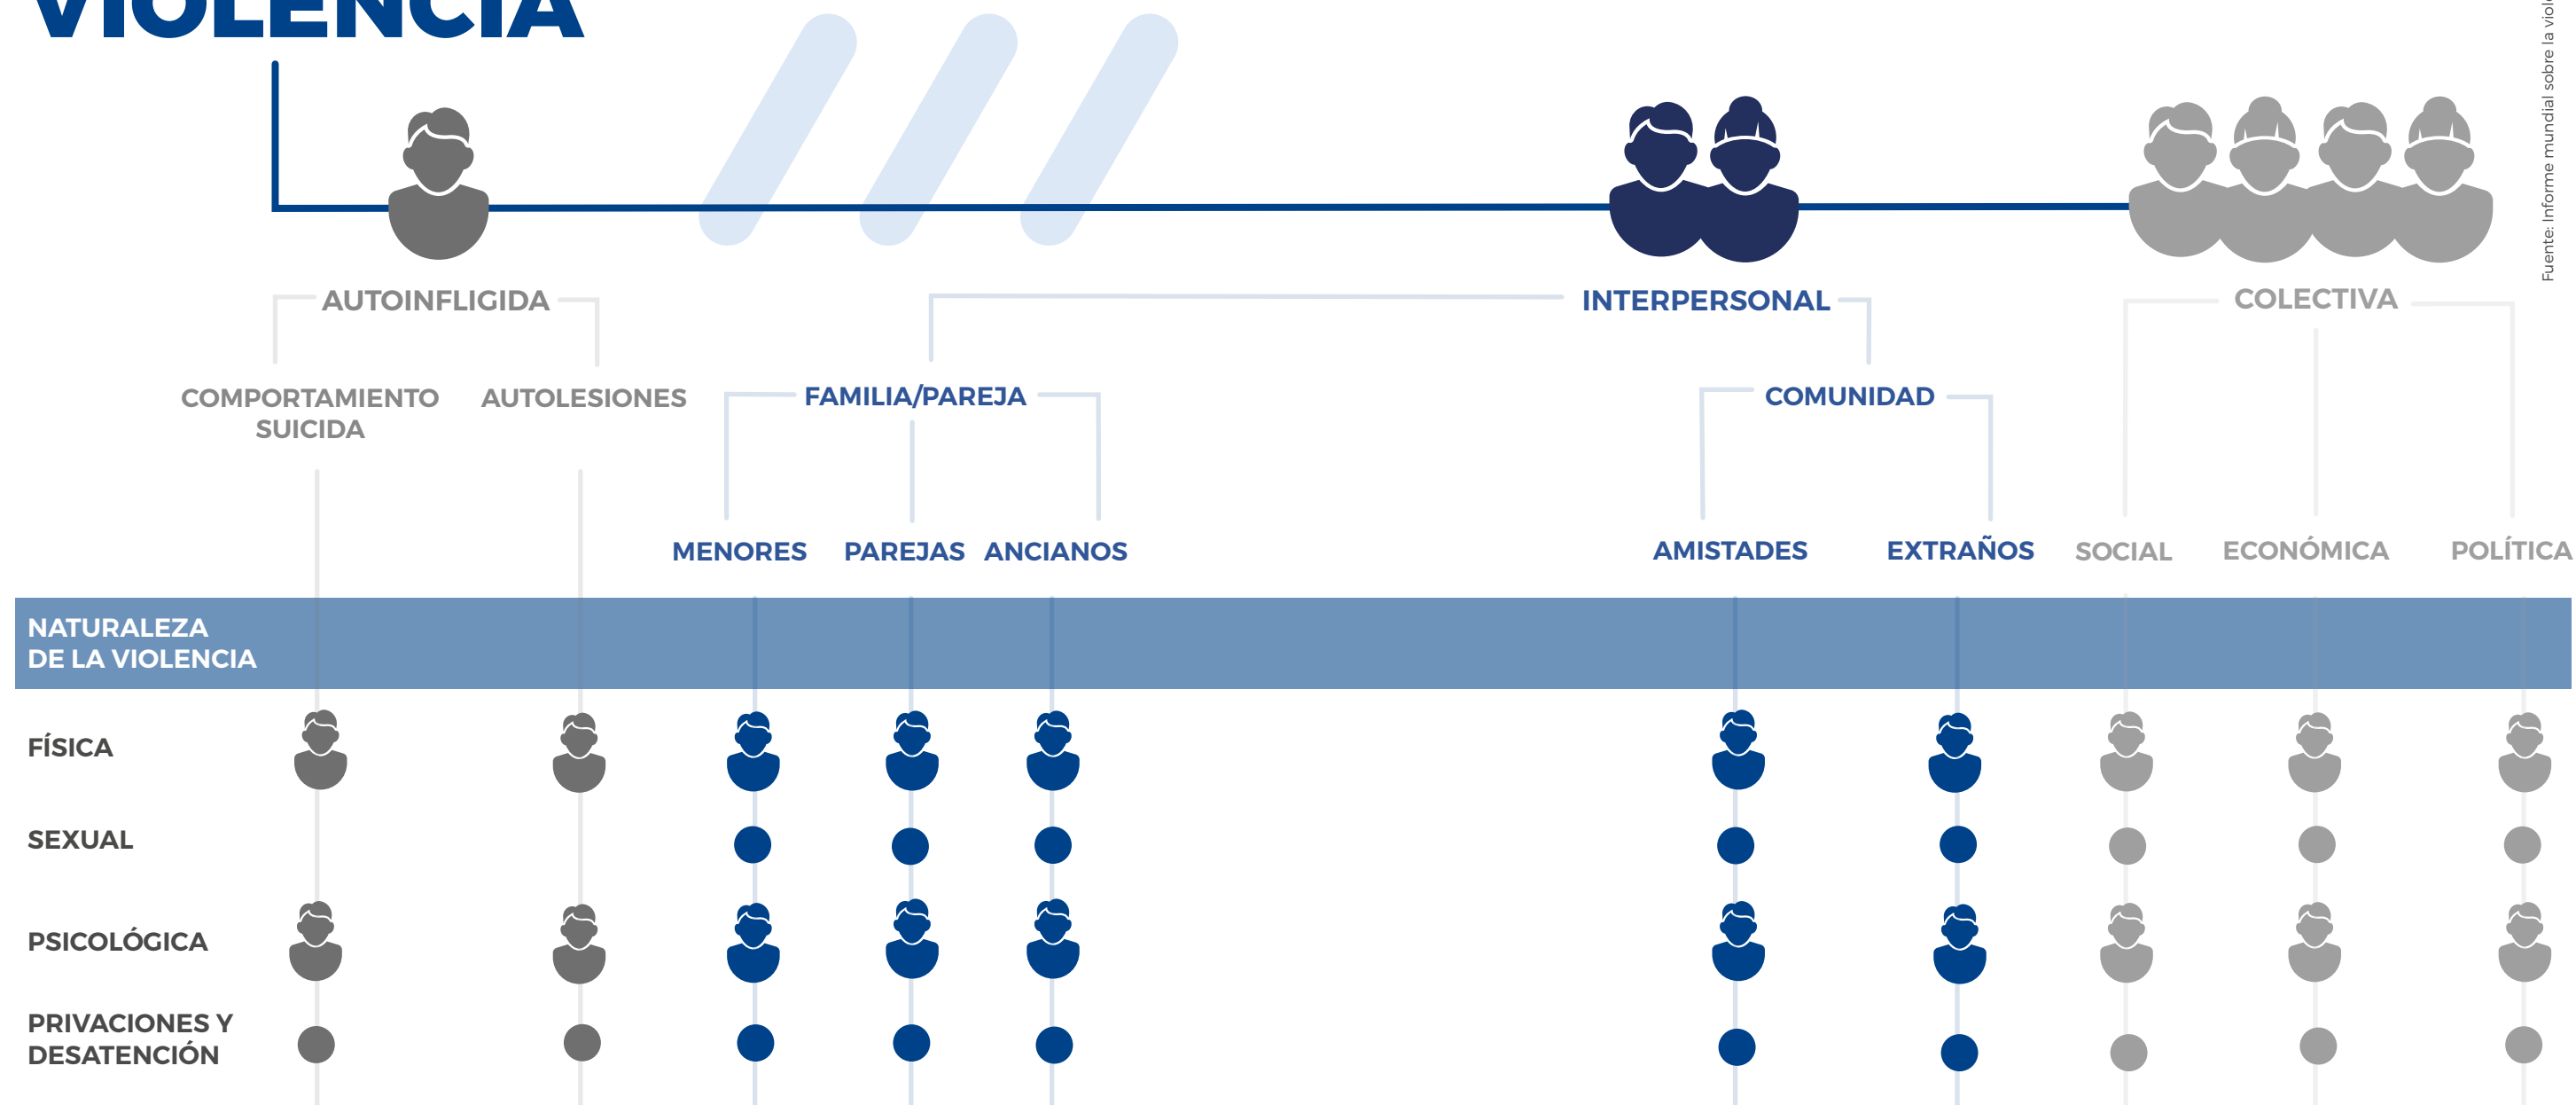 VIOLENCIA
Fuente: Informe mundial sobre la
AUTOINFLIGIDA
INTERPERSONAL
COLECTIVA
COMPORTAMIENTO
SUICIDA
AUTOLESIONES
FAMILIA/PAREJA
COMUNIDAD
MENORES
PAREJAS
ANCIANOS
AMISTADES
EXTRAÑOS
SOCIAL
ECONÓMICA
POLÍTICA
NATURALEZA
DE LA VIOLENCIA
FÍSICA
SEXUAL
PSICOLÓGICA
PRIVACIONES Y
DESATENCIÓN